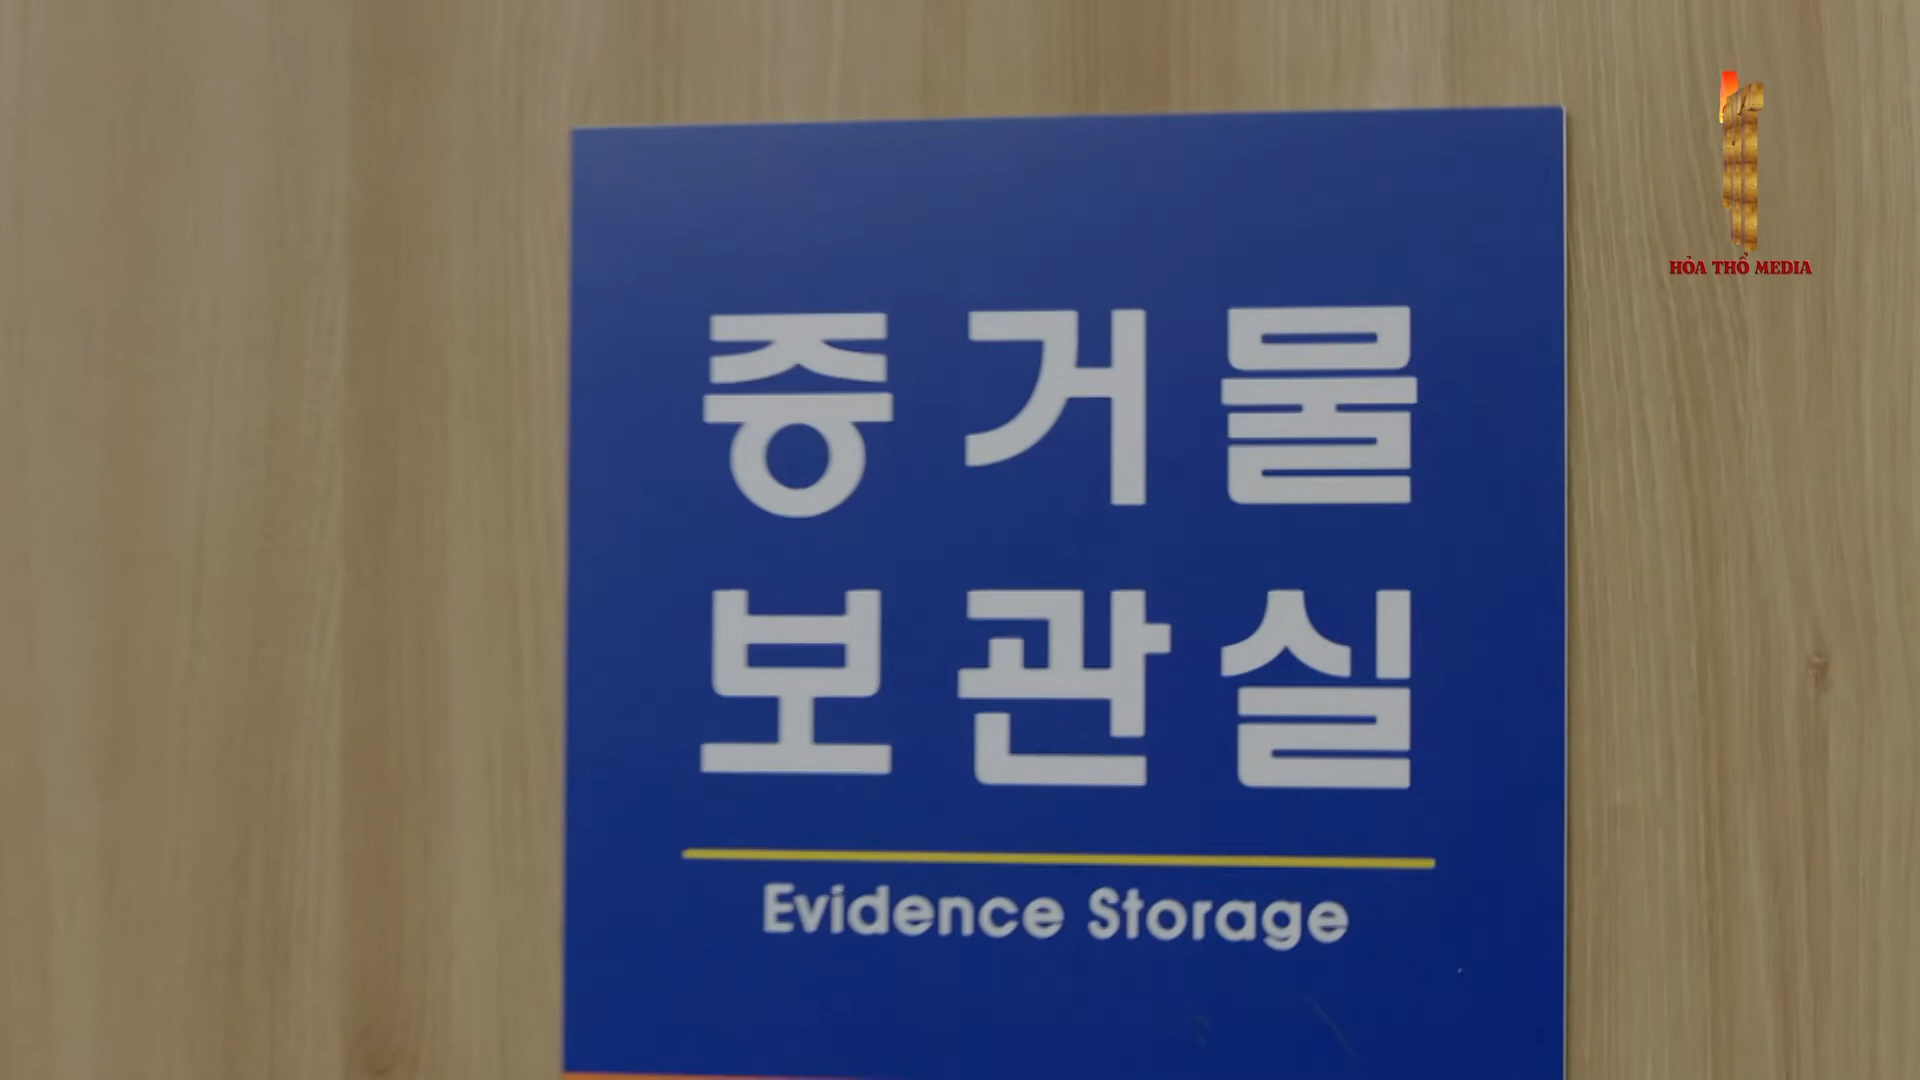 HỎA THỔ MEDIA
증거물
보관실
Evidence Storage